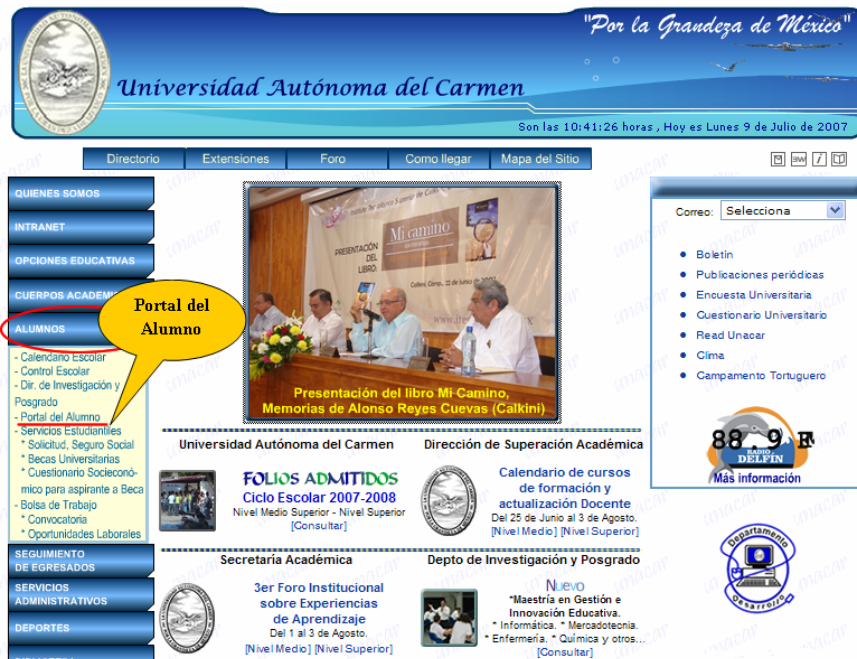 "Por la Grandeza de México"
Universidad Autónoma del Carmen
Son las 10:41:26 horas , Hoy es Lunes 9 de Julio de 2007
Directorio
Extensiones
Foro
Como llegar
Mapa del Sitio
QUIENES SOMOS
INTRANET
OPCIONES EDUCATIVAS
CUERPOS
ALUMNOS
Portal del
Alumno
- Calendario Escolar
- Control Escolar
- Dir. de Investigación y
Posgrado
- Portal del Alumno
- Servicios Estudiantiles
* Solicitud, Seguro Social
* Becas Universitarias
* Cuestionario Socieconó-
mico para aspirante a Beca
- Bolsa de Trabajo
* Convocatoria
* Oportunidades Laborales
SEGUIMIENTO
DE EGRESADOS
SERVICIOS
ADMINISTRATIVOS
DEPORTES
PRESENTACIÓN
DEL
LIBRO:
Mi camino
Presentación del libro Mi Camino,
Memorias de Alonso Reyes Cuevas (Calkini)
Universidad Autónoma del Carmen
FOLIOS ADMITIDOS
Ciclo Escolar 2007-2008
Nivel Medio Superior - Nivel Superior
[Consultar]
Dirección de Superación Académica
Calendario de cursos
de formación y
actualización Docente
Del 25 de Junio al 3 de Agosto.
[Nivel Medio] [Nivel Superior]
Secretaría Académica
3er Foro Institucional
sobre Experiencias
de Aprendizaje
Del 1 al 3 de Agosto.
[Nivel Medio] [Nivel Superior]
Depto de Investigación y Posgrado
Nuevo
*Maestría en Gestión e
Innovación Educativa.
* Informática. * Mercadotecnia.
* Enfermería. * Química y otros...
[Consultar]
Correo:
Selecciona
Boletín
Publicaciones periódicas
Encuesta Universitaria
Cuestionario Universitario
Read Unacar
Clima
Campamento Tortuguero
88.9 F
RADIO
DELFIN
Más información
Departamento
Desarrollo